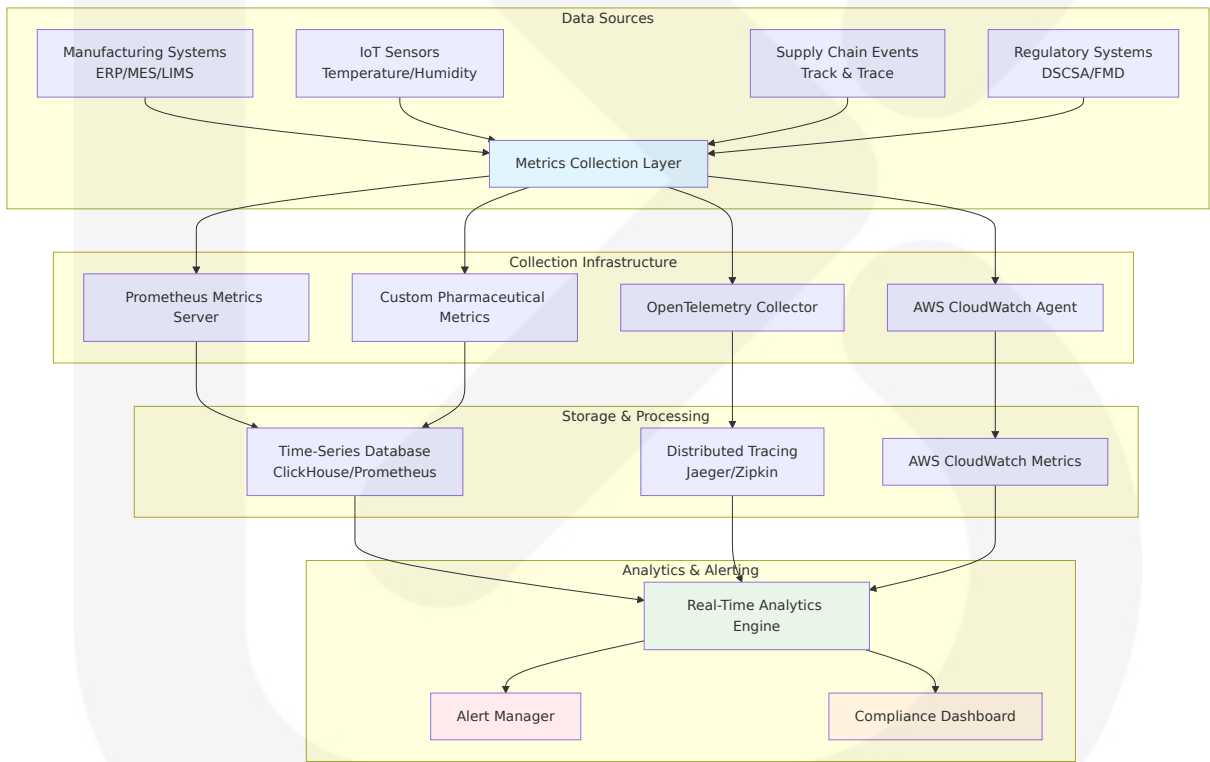 Data Sources
Manufacturing Systems
ERP/MES/LIMS
IoT Sensors
Temperature/Humidity
Supply Chain Events
Track & Trace
Regulatory Systems
DSCSA/FMD
Metrics Collection Layer
Collection Infrastructure
Prometheus Metrics
Server
Custom Pharmaceutical
Metrics
OpenTelemetry Collector
AWS CloudWatch Agent
Storage & Processing
Time-Series Database
ClickHouse/Prometheus
Distributed Tracing
Jaeger/Zipkin
AWS CloudWatch Metrics
Analytics & Alerting
Real-Time Analytics
Engine
Alert Manager
Compliance Dashboard